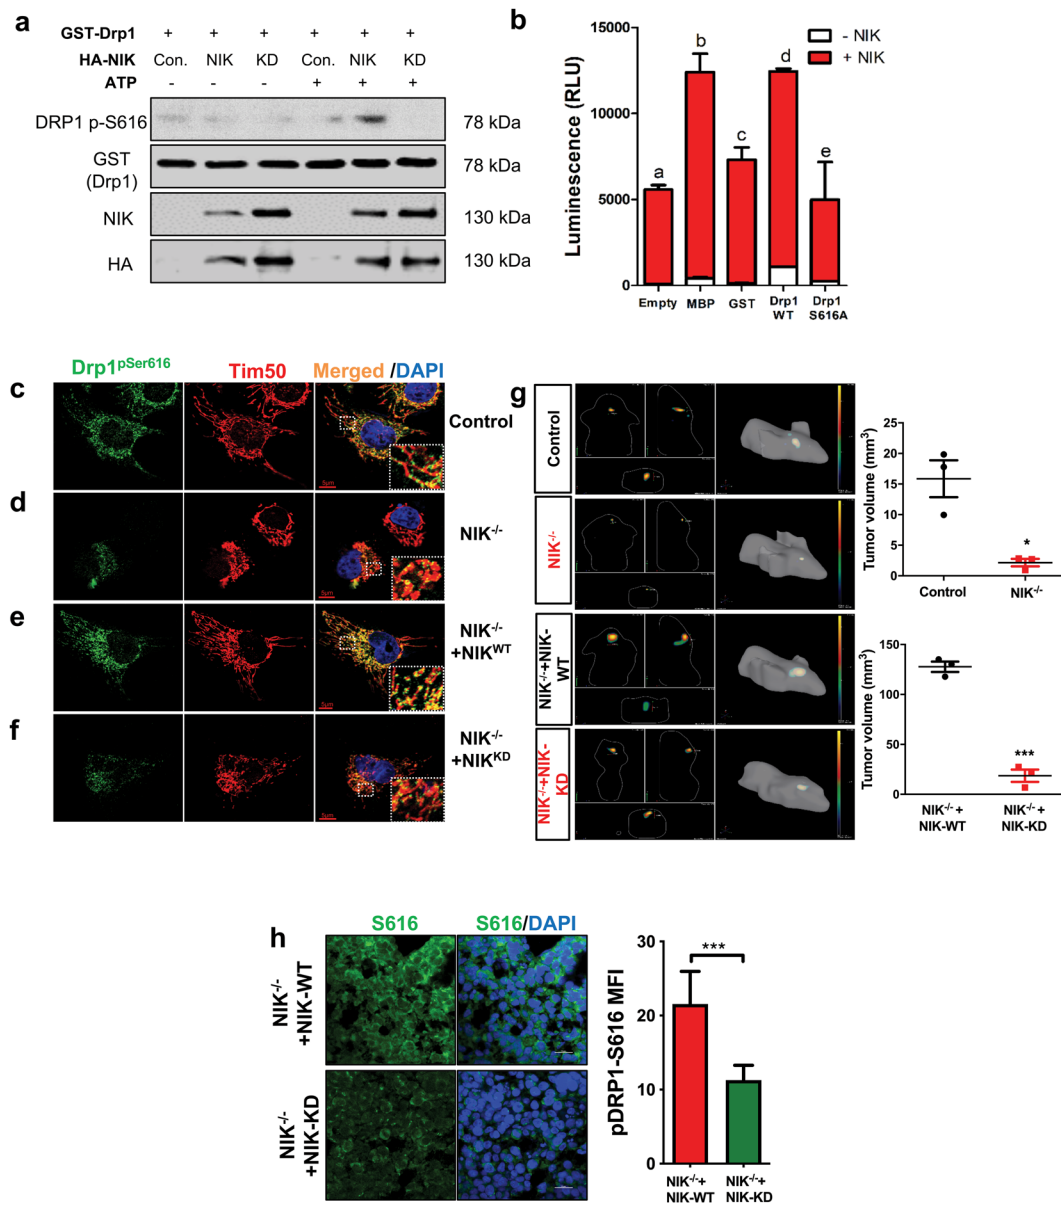 a
GST-Drp1 + + + + + +
HA-NIK Con. NIK KD Con. NIK KD
ATP - - - + + +
DRP1 p-S616 78 kDa
GST
(Drp1) 78 kDa
NIK 130 kDa
HA 130 kDa
b
Luminescence (RLU)
15000
10000
5000
0
a
b
c
d
e
- NIK
+ NIK
Empty MBP GST Drp1 WT Drp1 S616A
Drp1pSer616 Tim50 Merged /DAPI
c
Control
5μm
d
NIK-/-
5μm
e
NIK-/-
+NIKWT
5μm
f
NIK-/-
+NIKKD
5μm
g
Control
NIK-/-
NIK-/-+NIK-
WT
NIK-/-+NIK-
KD
Tumor volume (mm3)
25
20
15
10
5
0
*
Control NIK-/-
Tumor volume (mm3)
150
100
50
0
***
NIK-/- + NIK-/- +
NIK-WT NIK-KD
h
S616 S616/DAPI
NIK-/-
+NIK-WT
NIK-/-
+NIK-KD
pDRP1-S616 MFI
30
20
10
0
***
NIK-/-+ NIK-/-+
NIK-WT NIK-KD